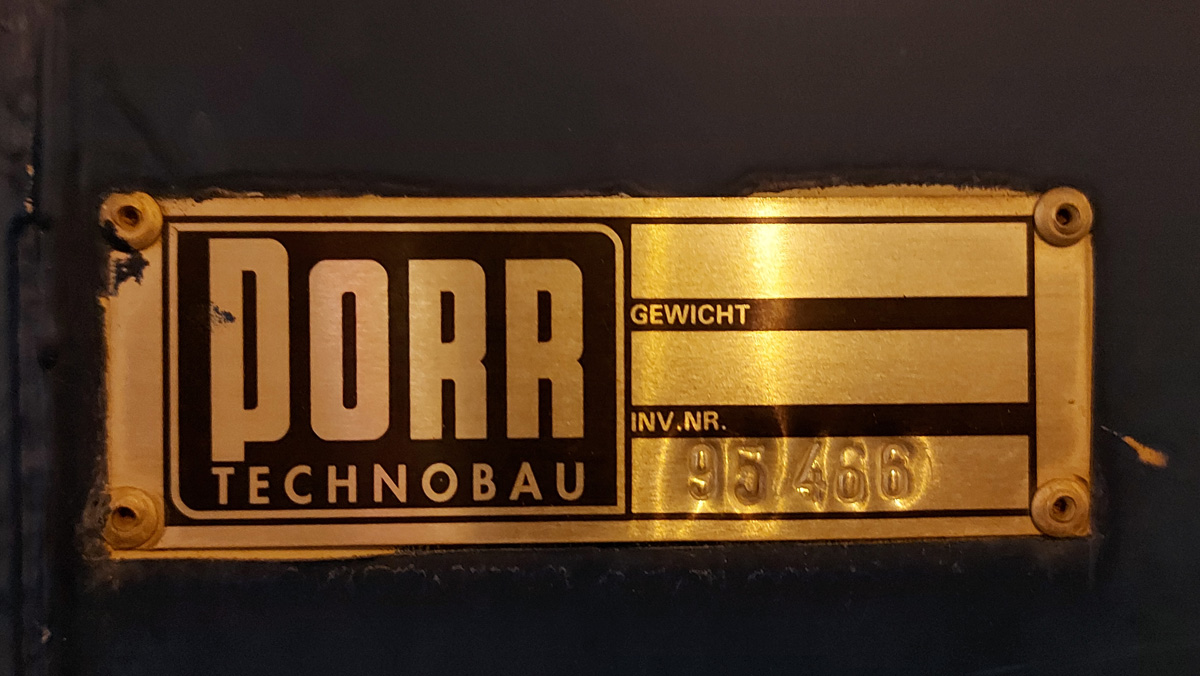 PORR
TECHNOBAU
GEWICHT
INV.NR.
95 466